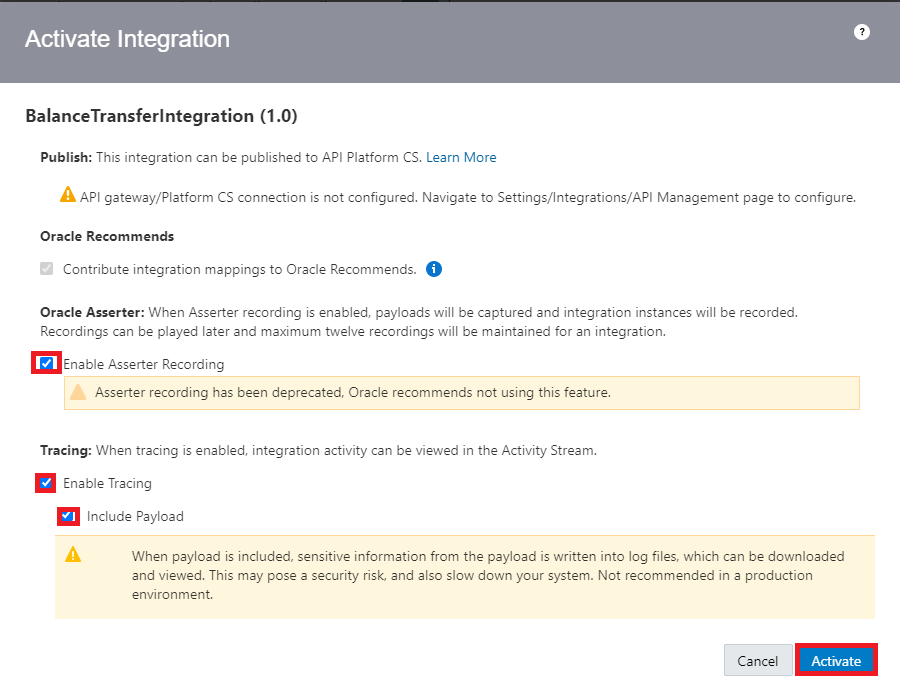 Activate Integration
?
BalanceTransferIntegration (1.0)
Publish: This integration can be published to API Platform CS. Learn More
API gateway/Platform CS connection is not configured. Navigate to Settings/Integrations/API Management page to configure.
Oracle Recommends
Contribute integration mappings to Oracle Recommends. i
Oracle Asserter: When Asserter recording is enabled, payloads will be captured and integration instances will be recorded.
Recordings can be played later and maximum twelve recordings will be maintained for an integration.
Enable Asserter Recording
Asserter recording has been deprecated, Oracle recommends not using this feature.
Tracing: When tracing is enabled, integration activity can be viewed in the Activity Stream.
Enable Tracing
Include Payload
When payload is included, sensitive information from the payload is written into log files, which can be downloaded
and viewed. This may pose a security risk, and also slow down your system. Not recommended in a production
environment.
Cancel Activate